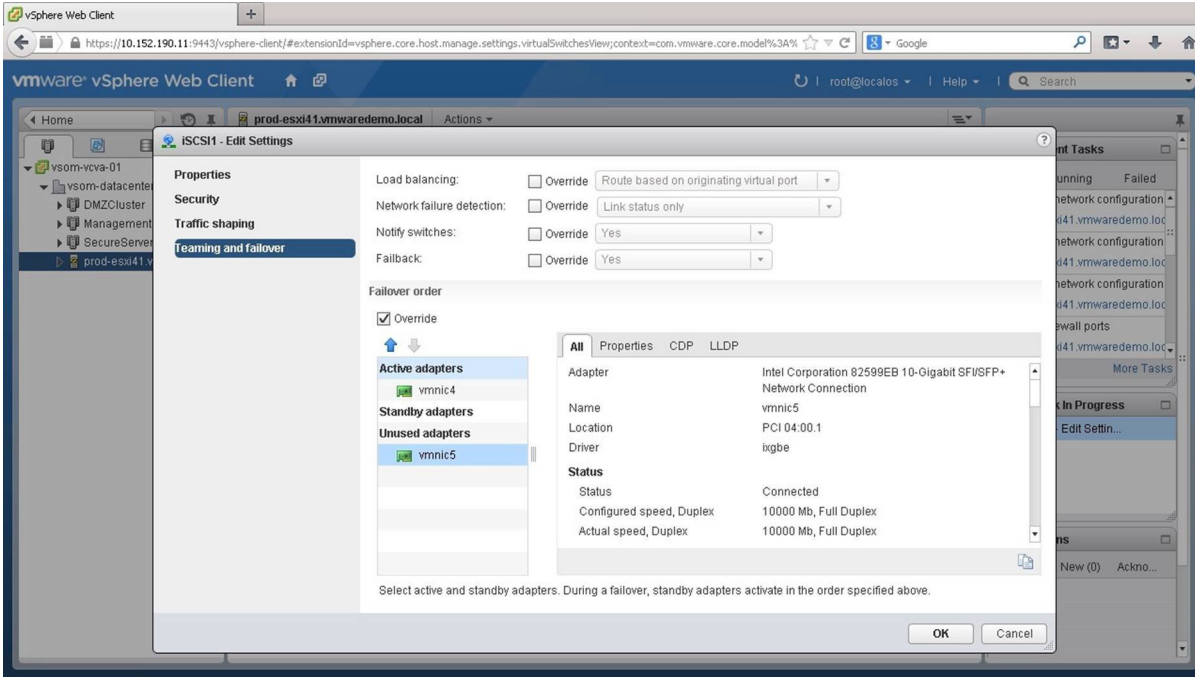 vSphere Web Client
https://10.152.190.11:9443/vsphere-client/#extensionId=vsphere.core.host.manage.settings.virtualSwitchesView;context=com.vmware.core.model%3A%
Google
vmware vSphere Web Client
root@localos
Help
Search
Home
prod-esxi41.vmwaredemo.local
Actions
vsom-vcva-01
vsom-datacenter
DMZCluster
Management
SecureServer
prod-esxi41.v
iSCSI1 - Edit Settings
Properties
Security
Traffic shaping
Teaming and failover
Load balancing:
Override
Route based on originating virtual port
Network failure detection:
Override
Link status only
Notify switches:
Override
Yes
Failback:
Override
Yes
Failover order
Override
Active adapters
vmnic4
Standby adapters
Unused adapters
vmnic5
All
Properties
CDP
LLDP
Adapter
Intel Corporation 82599EB 10-Gigabit SFI/SFP+
Network Connection
Name
vmnic5
Location
PCI 04:00.1
Driver
ixgbe
Status
Status
Connected
Configured speed, Duplex
10000 Mb, Full Duplex
Actual speed, Duplex
10000 Mb, Full Duplex
Select active and standby adapters. During a failover, standby adapters activate in the order specified above.
OK
Cancel
nt Tasks
unning
Failed
network configuration
xi41.vmwaredemo.loc
network configuration
xi41.vmwaredemo.loc
network configuration
xi41.vmwaredemo.loc
ewall ports
xi41.vmwaredemo.loc
More Tasks
k In Progress
- Edit Settin...
ns
New (0)
Ackno...